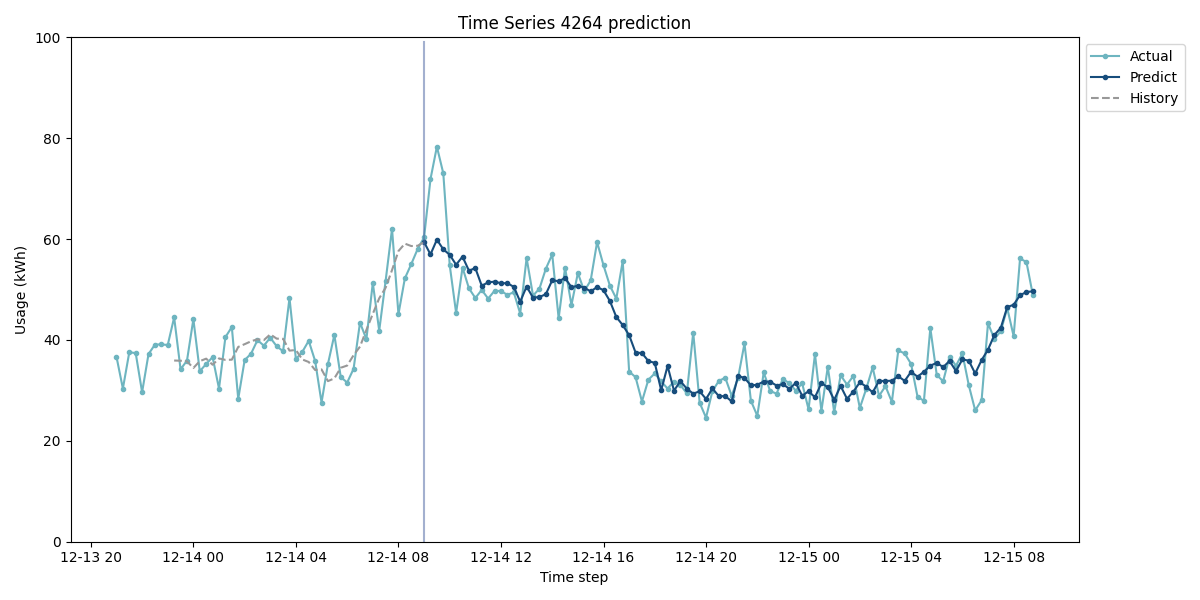 Time Series 4264 prediction
Actual
Predict
History
Usage (kWh)
100
80
60
40
20
0
12-13 20
12-14 00
12-14 04
12-14 08
12-14 12
12-14 16
12-14 20
12-15 00
12-15 04
12-15 08
Time step